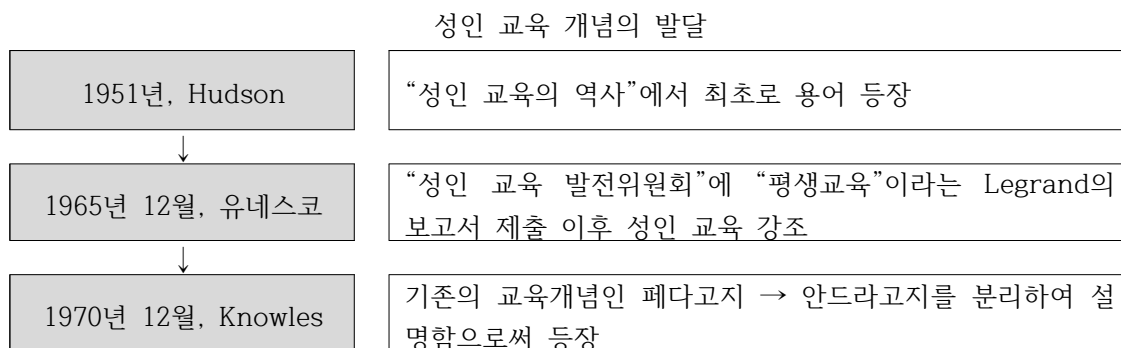 성인 교육 개념의 발달
1951년, Hudson
“성인 교육의 역사”에서 최초로 용어 등장
↓
1965년 12월, 유네스코
“성인 교육 발전위원회”에 “평생교육”이라는 Legrand의
보고서 제출 이후 성인 교육 강조
↓
1970년 12월, Knowles
기존의 교육개념인 페다고지 → 안드라고지를 분리하여 설
명함으로써 등장